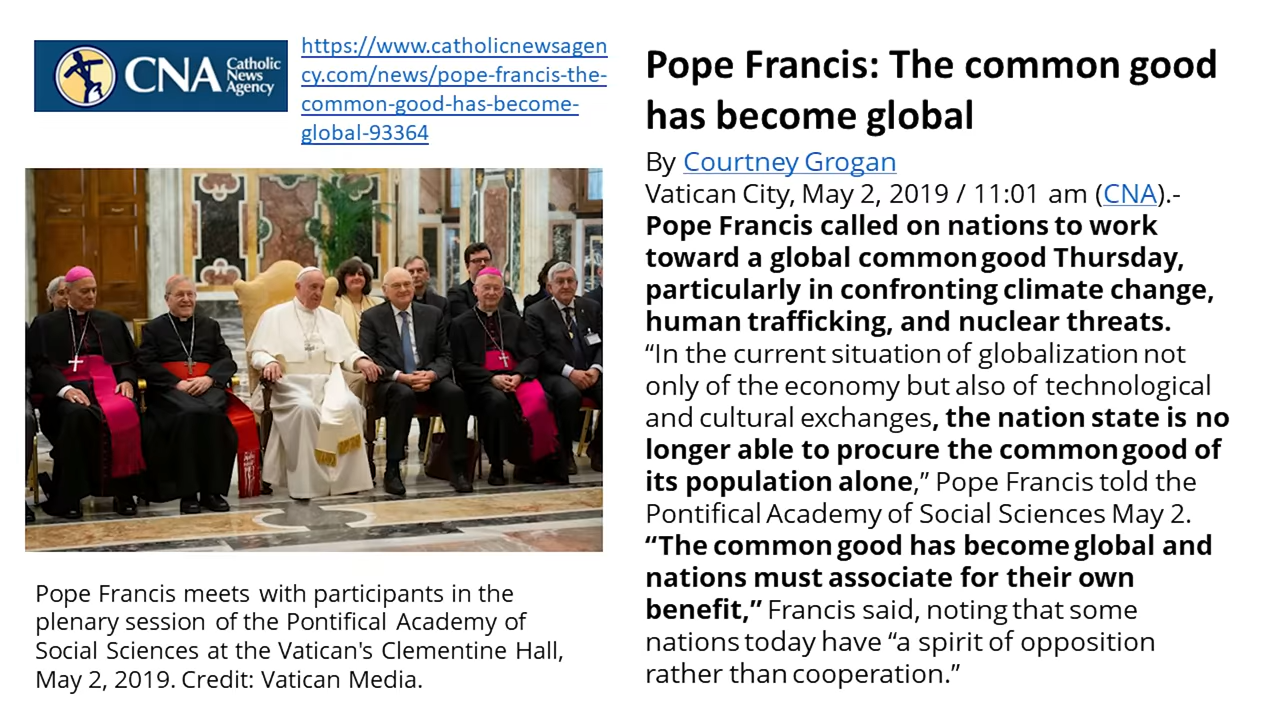 CNA Catholic
News
Agency
https://www.catholicnewsagen
cy.com/news/pope-francis-the-
common-good-has-become-
global-93364
Pope Francis meets with participants in the
plenary session of the Pontifical Academy of
Social Sciences at the Vatican's Clementine Hall,
May 2, 2019. Credit: Vatican Media.
Pope Francis: The common good
has become global
By Courtney Grogan
Vatican City, May 2, 2019 / 11:01 am (CNA).-
Pope Francis called on nations to work
toward a global common good Thursday,
particularly in confronting climate change,
human trafficking, and nuclear threats.
“In the current situation of globalization not
only of the economy but also of technological
and cultural exchanges, the nation state is no
longer able to procure the common good of
its population alone,” Pope Francis told the
Pontifical Academy of Social Sciences May 2.
“The common good has become global and
nations must associate for their own
benefit,” Francis said, noting that some
nations today have “a spirit of opposition
rather than cooperation.”